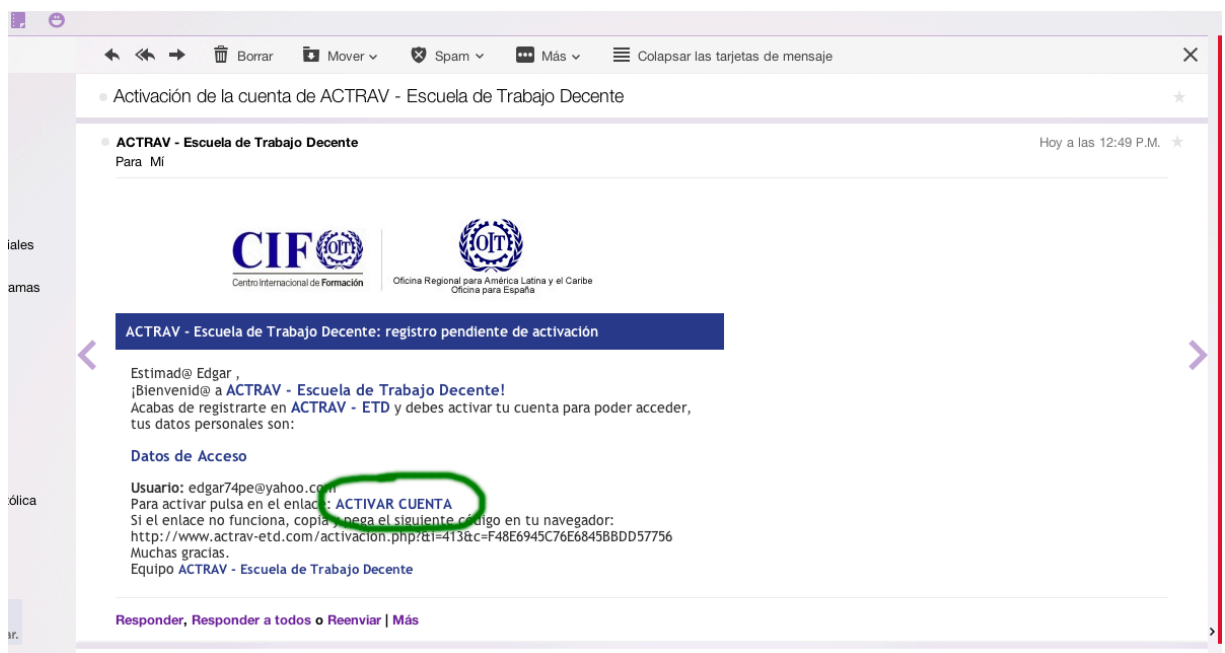 Borrar Mover Spam Más Colapsar las tarjetas de mensaje
Activación de la cuenta de ACTRAV - Escuela de Trabajo Decente
ACTRAV - Escuela de Trabajo Decente
Hoy a las 12:49 P.M.
Para Mí
iales
amas
ólica
ar.
CIF OIT
Centro Internacional de Formación
OIT
Oficina Regional para América Latina y el Caribe
Oficina para España
ACTRAV - Escuela de Trabajo Decente: registro pendiente de activación
Estimad@ Edgar ,
¡Bienvenid@ a ACTRAV - Escuela de Trabajo Decente!
Acabas de registrarte en ACTRAV - ETD y debes activar tu cuenta para poder acceder,
tus datos personales son:
Datos de Acceso
Usuario: edgar74pe@yahoo.com
Para activar pulsa en el enlace: ACTIVAR CUENTA
Si el enlace no funciona, copia y pega el siguiente código en tu navegador:
http://www.actrav-etd.com/activacion.php?&i=413&c=F48E6945C76E6845BBDD57756
Muchas gracias.
Equipo ACTRAV - Escuela de Trabajo Decente
Responder, Responder a todos o Reenviar | Más